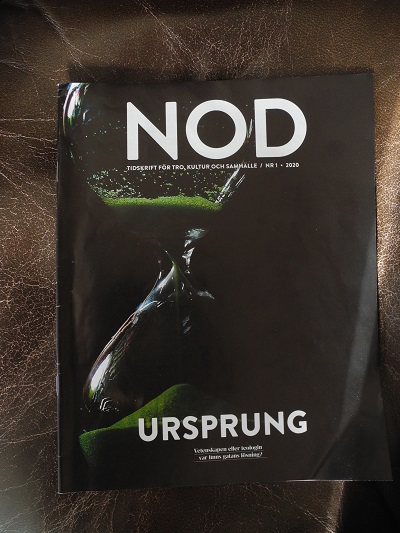 NOD
TIDSKRIFT FÖR TRO, KULTUR OCH SAMHÄLLE / NR 1 • 2020
URSPRUNG
Vetenskapen eller teologin
var finns gåtans lösning?